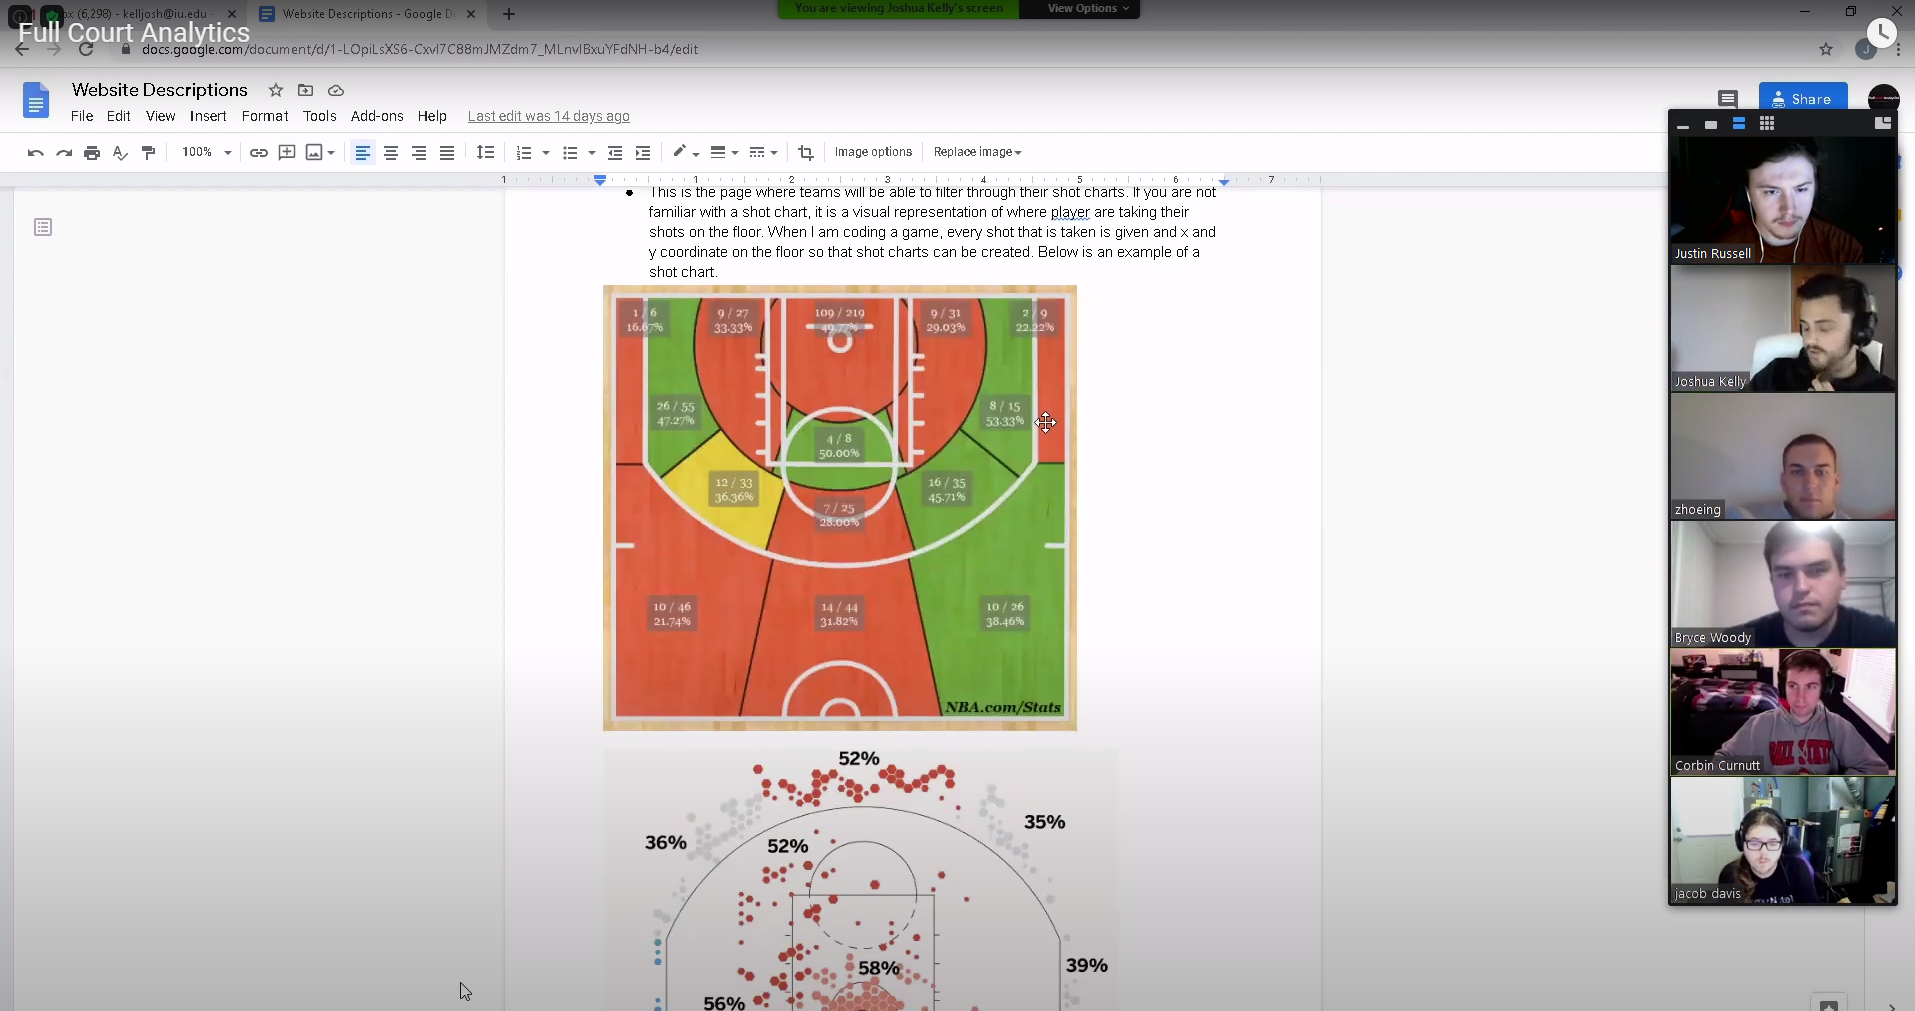 You are viewing Joshua Kelly's screen
View Options
ox (6,298) - kelljosh@iu.edu -
Website Descriptions - Google D
Full Court Analytics
docs.google.com/document/d/
Website Descriptions
File Edit View Insert Format Tools Add-ons Help Last edit was 14 days ago
Share
100%
Image options
Replace image
1 1 2 3 4 5 6 7
This is the page where teams will be able to filter through their shot charts. If you are not
familiar with a shot chart, it is a visual representation of where player are taking their
shots on the floor. When I am coding a game, every shot that is taken is given and x and
y coordinate on the floor so that shot charts can be created. Below is an example of a
shot chart.
1 / 6
16.67%
9 / 27
33.33%
109 / 219
49.77%
9 / 31
29.03%
2 / 9
22.22%
26 / 55
47.27%
8 / 15
53.33%
4 / 8
50.00%
12 / 33
36.36%
16 / 35
45.71%
7 / 25
28.00%
10 / 46
21.74%
14 / 44
31.82%
10 / 26
38.46%
NBA.com/Stats
52%
36%
52%
35%
58%
39%
56%
Justin Russell
Joshua Kelly
zhoeing
Bryce Woody
Corbin Curnutt
jacob davis